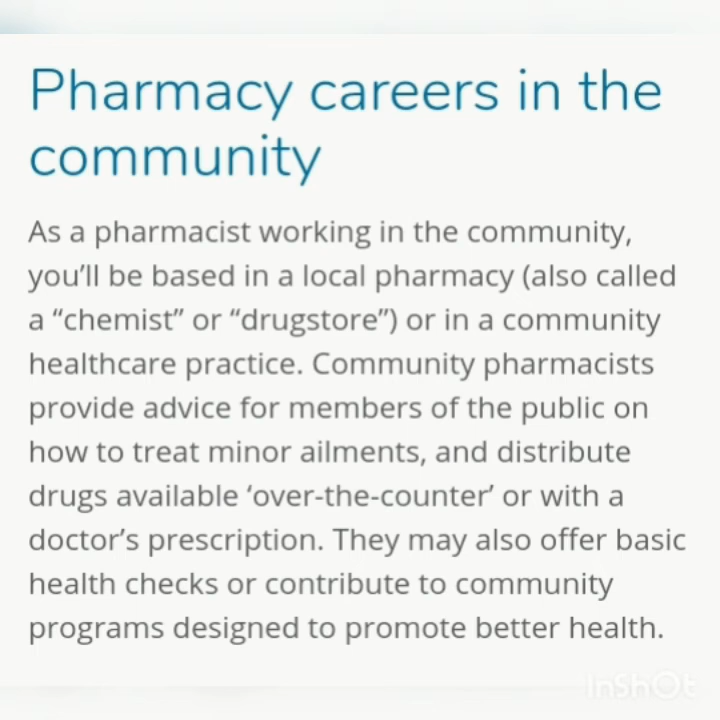 Pharmacy careers in the
community
As a pharmacist working in the community,
you’ll be based in a local pharmacy (also called
a “chemist” or “drugstore”) or in a community
healthcare practice. Community pharmacists
provide advice for members of the public on
how to treat minor ailments, and distribute
drugs available ‘over-the-counter’ or with a
doctor’s prescription. They may also offer basic
health checks or contribute to community
programs designed to promote better health.
InShOt